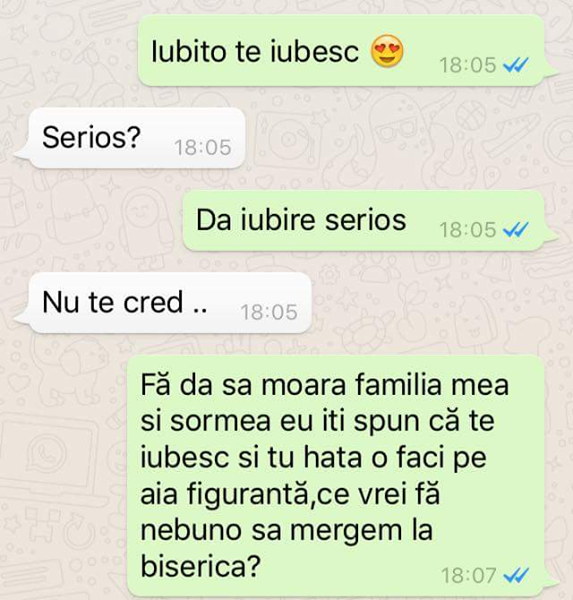 Iubito te iubesc 😍 18:05
Serios? 18:05
Da iubire serios 18:05
Nu te cred .. 18:05
Fă da sa moara familia mea
si sormea eu iti spun că te
iubesc si tu hata o faci pe
aia figurantă,ce vrei fă
nebuno sa mergem la
biserica? 18:07